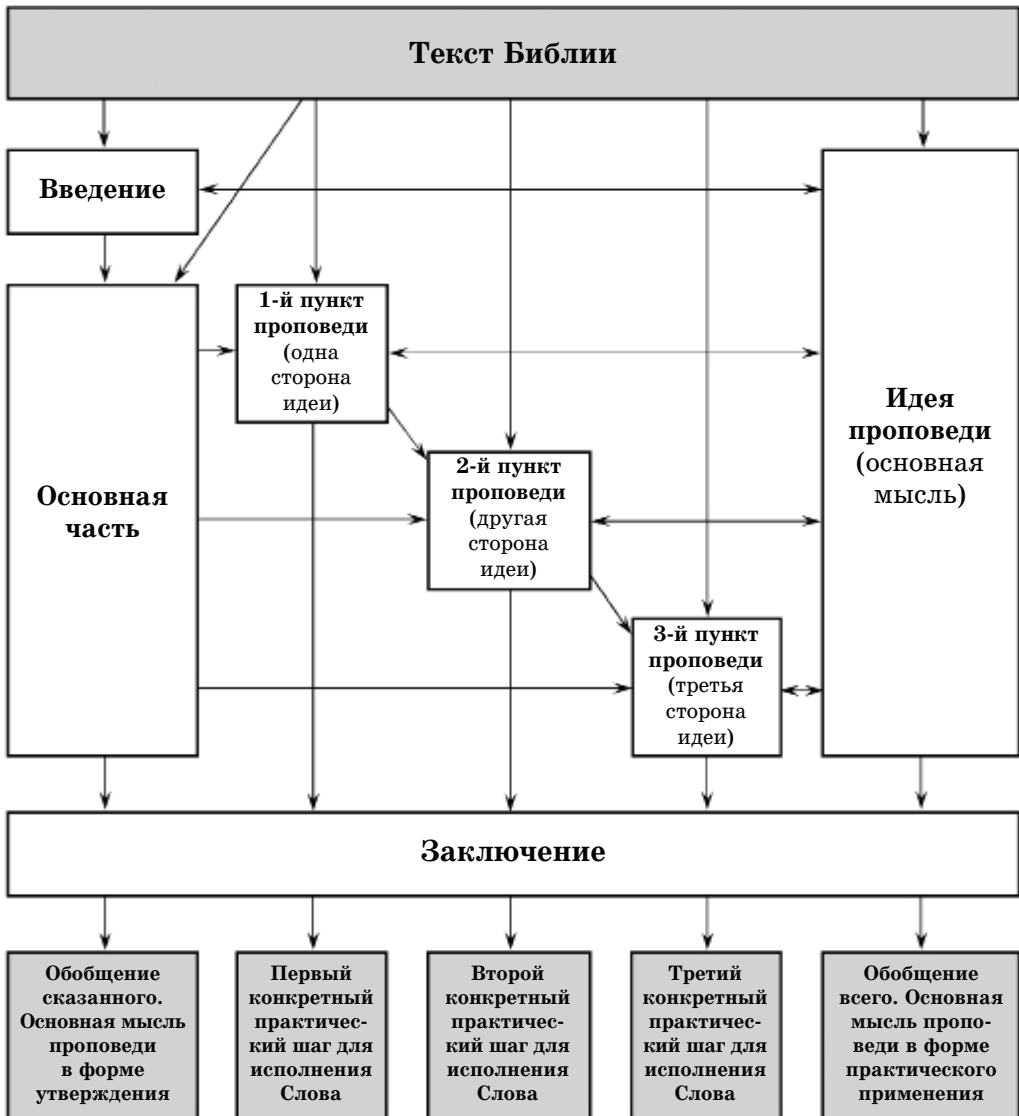 Текст Библии
Введение
1-й пункт
проповеди
(одна
сторона
идеи)
Идея
проповеди
(основная
мысль)
2-й пункт
проповеди
(другая
сторона
идеи)
Основная
часть
3-й пункт
проповеди
(третья
сторона
идеи)
Заключение
Обобщение
сказанного.
Основная мысль
проповеди
в форме
утверждения
Первый
конкретный
практичес-
кий шаг для
исполнения
Слова
Второй
конкретный
практичес-
кий шаг для
исполнения
Слова
Третий
конкретный
практичес-
кий шаг для
исполнения
Слова
Обобщение
всего. Основная
мысль пропо-
веди в форме
практического
применения